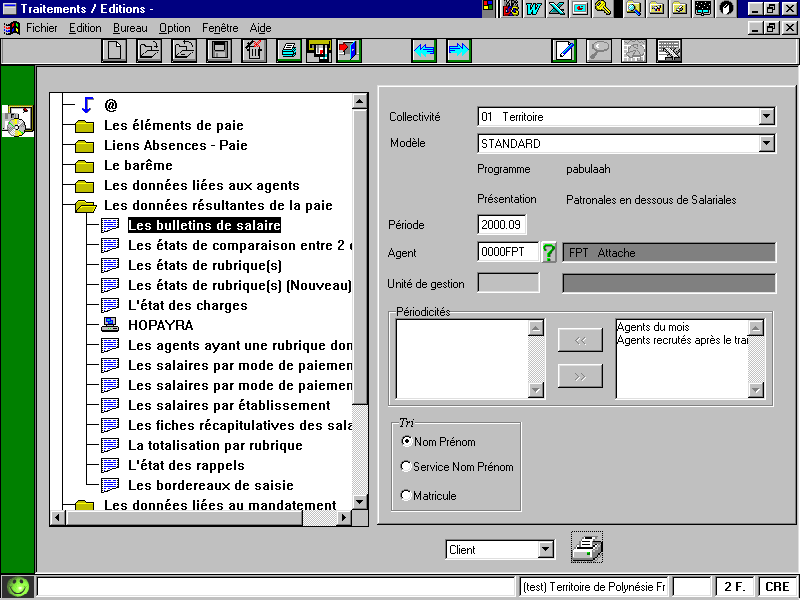 Traitements / Editions -
Fichier Edition Bureau Option Fenêtre Aide
@
Les éléments de paie
Liens Absences - Paie
Le barême
Les données liées aux agents
Les données résultantes de la paie
Les bulletins de salaire
Les états de comparaison entre 2
Les états de rubrique(s)
Les états de rubrique(s) (Nouveau)
L'état des charges
HOPAYRA
Les agents ayant une rubrique don
Les salaires par mode de paiemen
Les salaires par mode de paiemen
Les salaires par établissement
Les fiches récapitulatives des sala
La totalisation par rubrique
L'état des rappels
Les bordereaux de saisie
Les données liées au mandatement
Collectivité 01 Territoire
Modèle STANDARD
Programme pabulaah
Présentation Patronales en dessous de Salariales
Période 2000.09
Agent 0000FPT ? FPT Attache
Unité de gestion
Périodicités
<<
>>
Agents du mois
Agents recrutés après le trai
Tri
Nom Prénom
Service Nom Prénom
Matricule
Client
(test) Territoire de Polynésie Fr 2 F. CRE